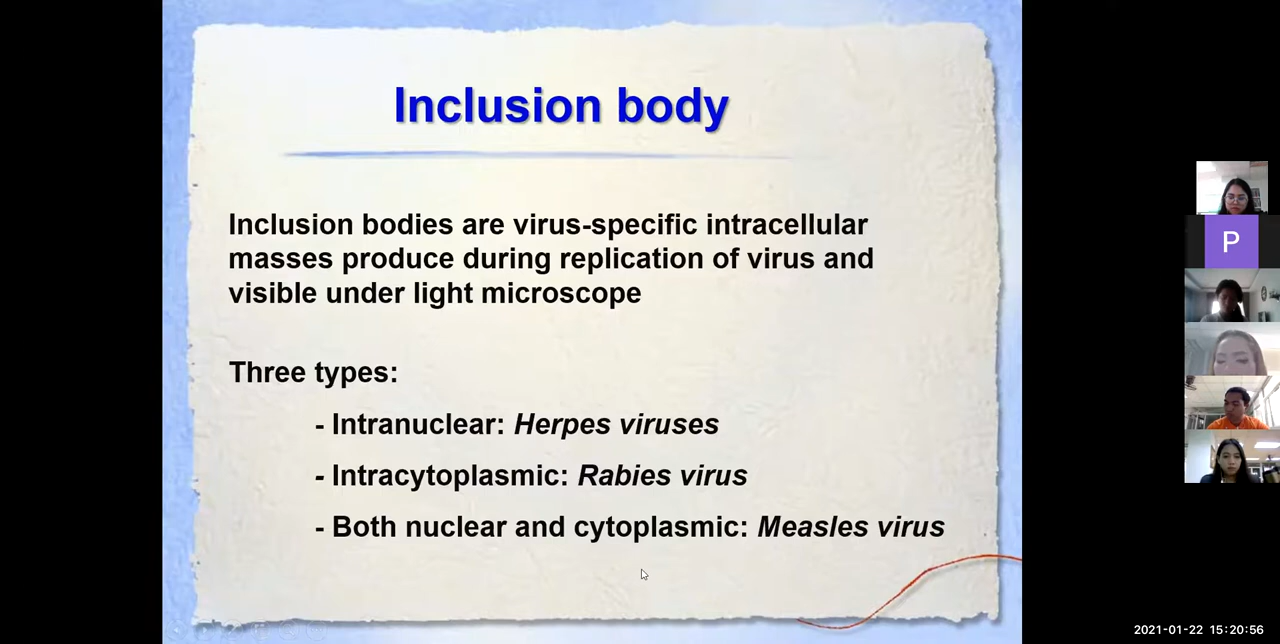 Inclusion body
Inclusion bodies are virus-specific intracellular
masses produce during replication of virus and
visible under light microscope
Three types:
- Intranuclear: Herpes viruses
- Intracytoplasmic: Rabies virus
- Both nuclear and cytoplasmic: Measles virus
P
2021-01-22 15:20:56